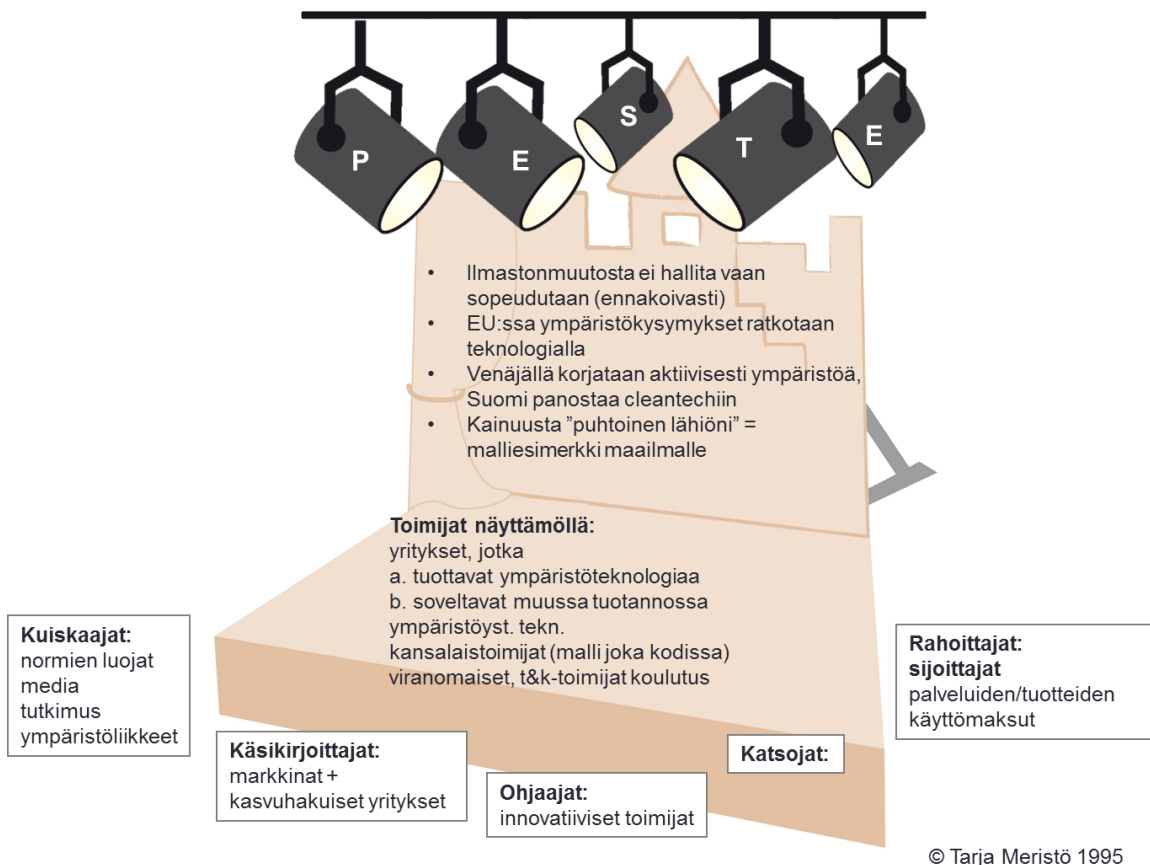 P
E
S
T
E
• Ilmastonmuutosta ei hallita vaan
sopeudutaan (ennakoivasti)
• EU:ssa ympäristökysymykset ratkotaan
teknologialla
• Venäjällä korjataan aktiivisesti ympäristöä,
Suomi panostaa cleantechiin
• Kainuusta ”puhtoinen lähiöni” =
malliesimerkki maailmalle
Toimijat näyttämöllä:
yritykset, jotka
a. tuottavat ympäristöteknologiaa
b. soveltavat muussa tuotannossa
ympäristöyst. tekn.
kansalaistoimijat (malli joka kodissa)
viranomaiset, t&k-toimijat koulutus
Kuiskaajat:
normien luojat
media
tutkimus
ympäristöliikkeet
Käsikirjoittajat:
markkinat +
kasvuhakuiset yritykset
Ohjaajat:
innovatiiviset toimijat
Katsojat:
Rahoittajat:
sijoittajat
palveluiden/tuotteiden
käyttömaksut
© Tarja Meristö 1995